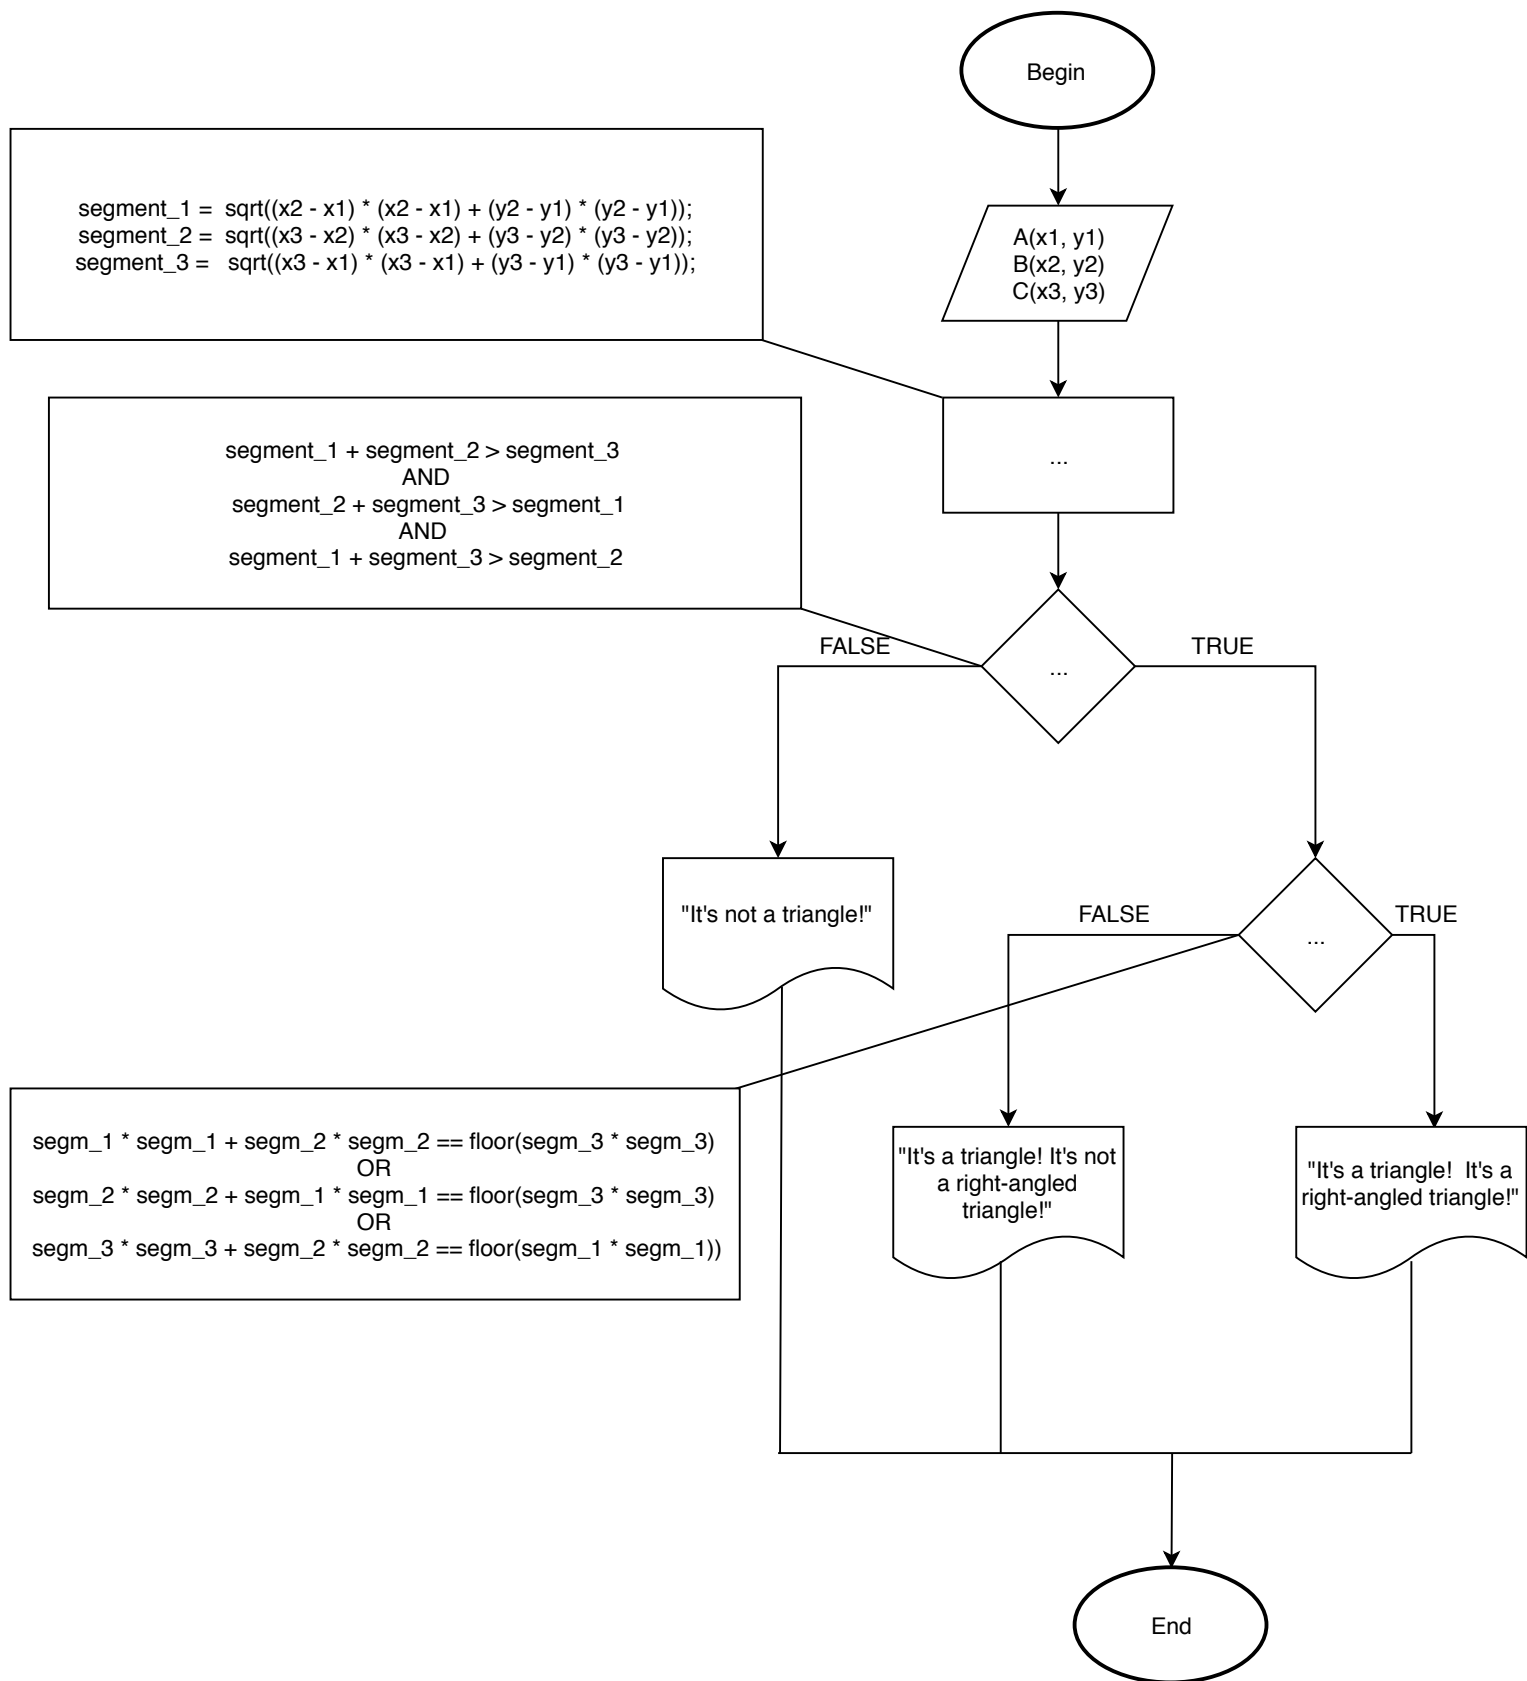 Begin
segment_1 = sqrt((x2 - x1) * (x2 - x1) + (y2 - y1) * (y2 - y1));
segment_2 = sqrt((x3 - x2) * (x3 - x2) + (y3 - y2) * (y3 - y2));
segment_3 = sqrt((x3 - x1) * (x3 - x1) + (y3 - y1) * (y3 - y1));
A(x1, y1)
B(x2, y2)
C(x3, y3)
...
segment_1 + segment_2 > segment_3
AND
segment_2 + segment_3 > segment_1
AND
segment_1 + segment_3 > segment_2
FALSE
...
TRUE
"It's not a triangle!"
FALSE
...
TRUE
segm_1 * segm_1 + segm_2 * segm_2 == floor(segm_3 * segm_3)
OR
segm_2 * segm_2 + segm_1 * segm_1 == floor(segm_3 * segm_3)
OR
segm_3 * segm_3 + segm_2 * segm_2 == floor(segm_1 * segm_1))
"It's a triangle! It's not
a right-angled
triangle!"
"It's a triangle! It's a
right-angled triangle!"
End